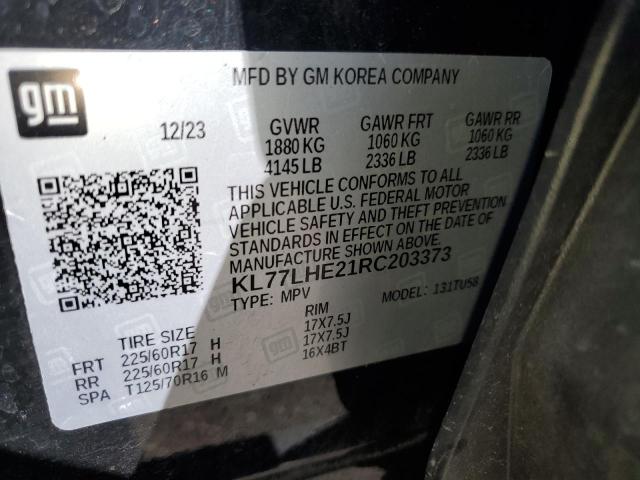 gm
MFD BY GM KOREA COMPANY
12/23 GVWR GAWR FRT GAWR RR
1880 KG 1060 KG 1060 KG
4145 LB 2336 LB 2336 LB
THIS VEHICLE CONFORMS TO ALL
APPLICABLE U.S. FEDERAL MOTOR
VEHICLE SAFETY AND THEFT PREVENTION
STANDARDS IN EFFECT ON THE DATE OF
MANUFACTURE SHOWN ABOVE.
KL77LHE21RC203373
TYPE: MPV MODEL: 131TU58
TIRE SIZE RIM
FRT 225/60R17 H 17X7.5J
RR 225/60R17 H 17X7.5J
SPA T125/70R16 M 16X4BT